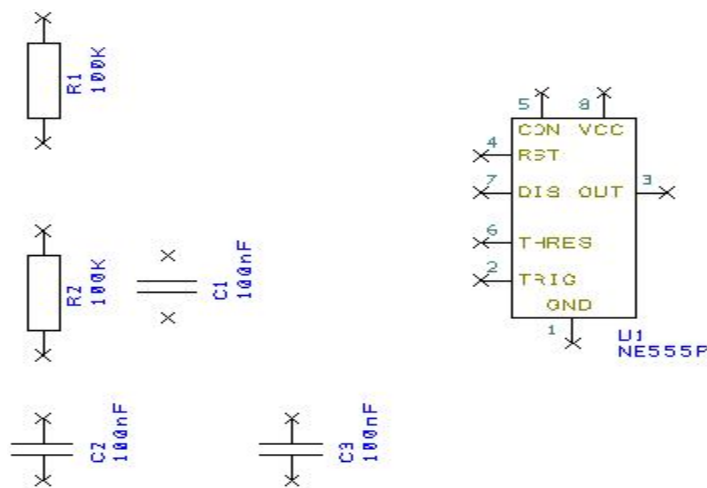 R1
100K
5
8
CON VCC
4
RST
7
DIS OUT
3
6
THRES
2
TRIG
GND
1
U1
NE555P
R2
100K
C1
100nF
C2
100nF
C3
100nF